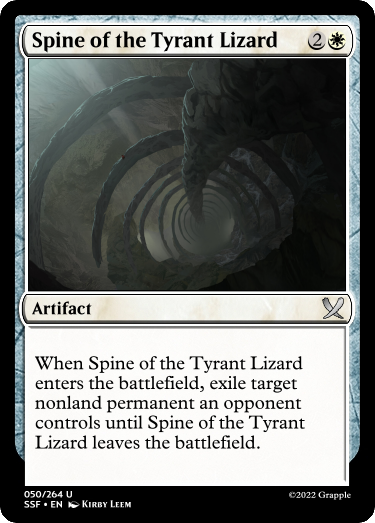 Spine of the Tyrant Lizard 2
Artifact
When Spine of the Tyrant Lizard
enters the battlefield, exile target
nonland permanent an opponent
controls until Spine of the Tyrant
Lizard leaves the battlefield.
050/264 U
SSF • EN Kirby Leem
©2022 Grapple